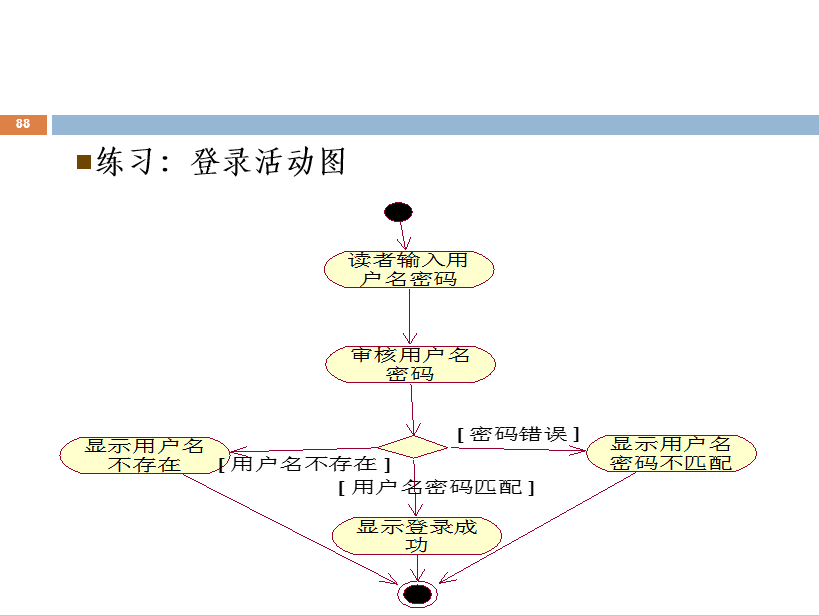 88
练习：登录活动图
读者输入用
户名密码
审核用户名
密码
[ 密码错误 ]
显示用户名
不存在
[ 用户名不存在 ]
显示用户名
密码不匹配
[ 用户名密码匹配 ]
显示登录成
功